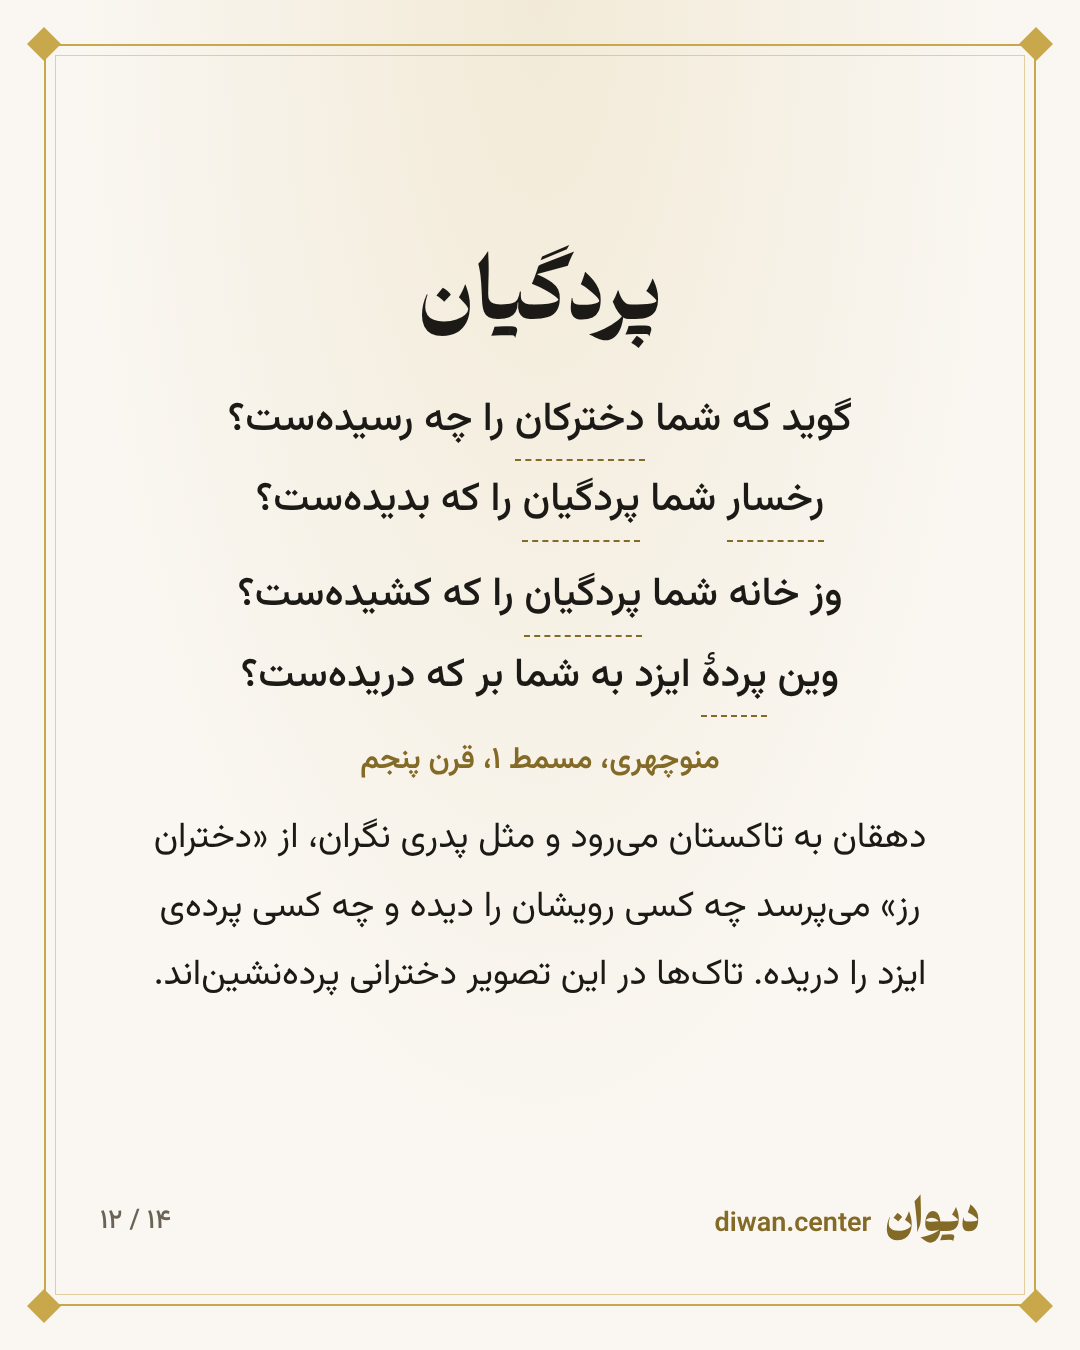 پردگیان
گوید که شما دخترکان را چه رسیده‌ست؟
رخسار شما پردگیان را که بدیده‌ست؟
وز خانه شما پردگیان را که کشیده‌ست؟
وین پردهٔ ایزد به شما بر که دریده‌ست؟
منوچهری، مسمط ۱، قرن پنجم
دهقان به تاکستان می‌رود و مثل پدری نگران، از «دختران
رز» می‌پرسد چه کسی رویشان را دیده و چه کسی پرده‌ی
ایزد را دریده. تاک‌ها در این تصویر دخترانی پرده‌نشین‌اند.
دیوان diwan.center
۱۲ / ۱۴